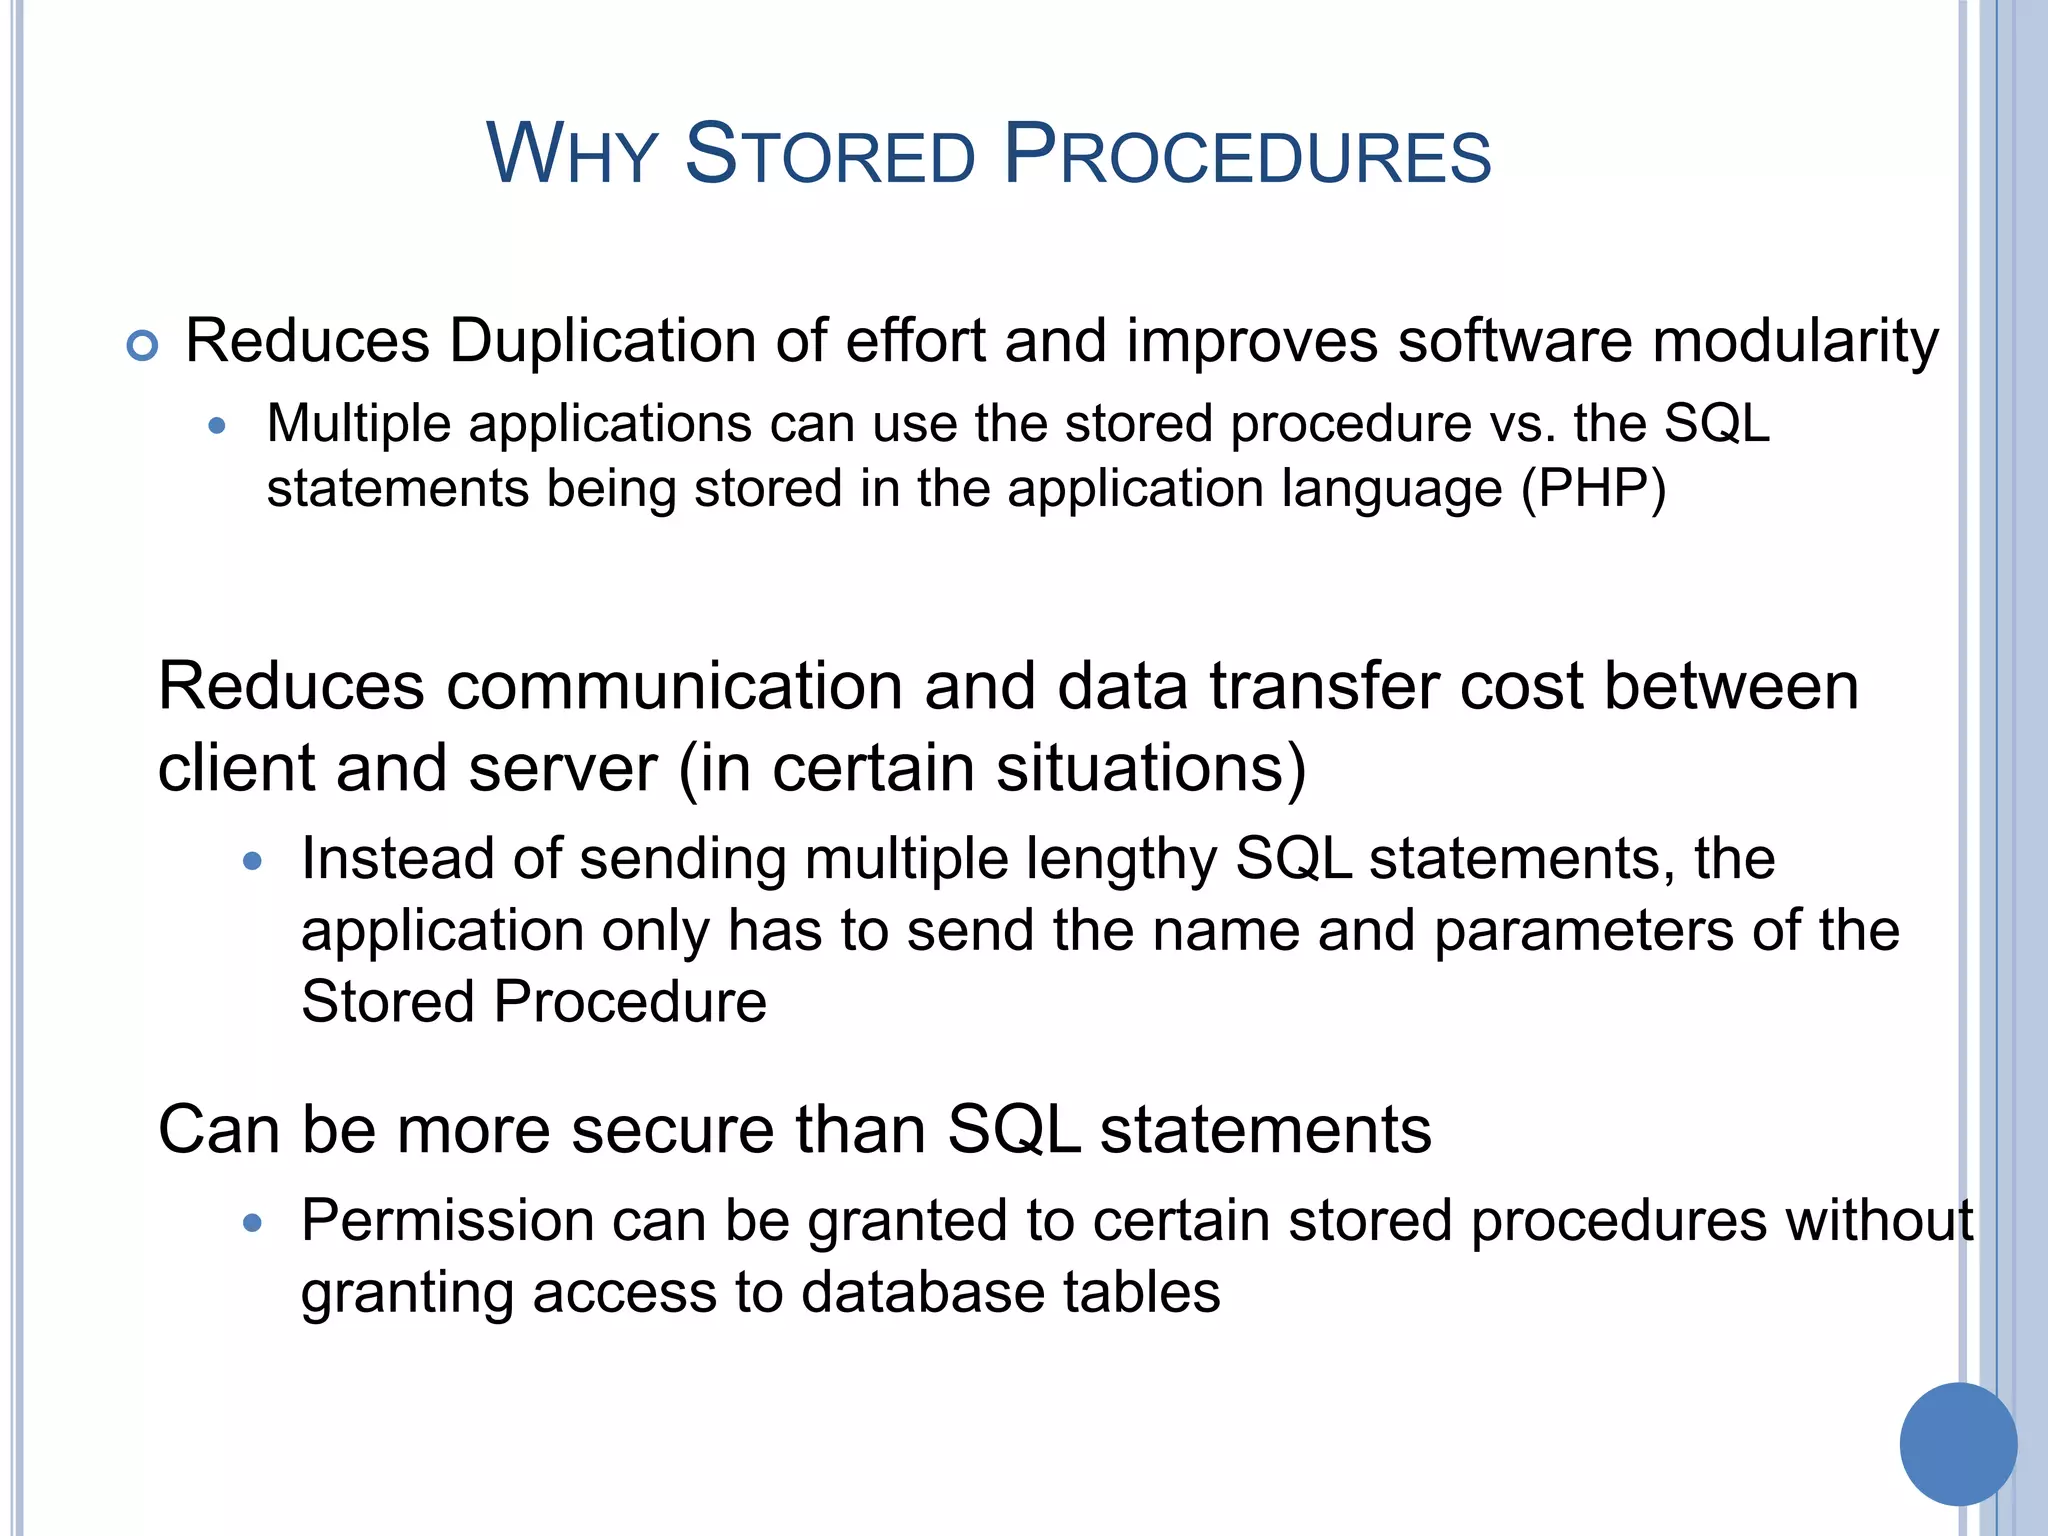 Why Stored Procedures
Reduces Duplication of effort and improves software modularity
Multiple applications can use the stored procedure vs. the SQL
statements being stored in the application language (PHP)
Reduces communication and data transfer cost between
client and server (in certain situations)
Instead of sending multiple lengthy SQL statements, the
application only has to send the name and parameters of the
Stored Procedure
Can be more secure than SQL statements
Permission can be granted to certain stored procedures without
granting access to database tables